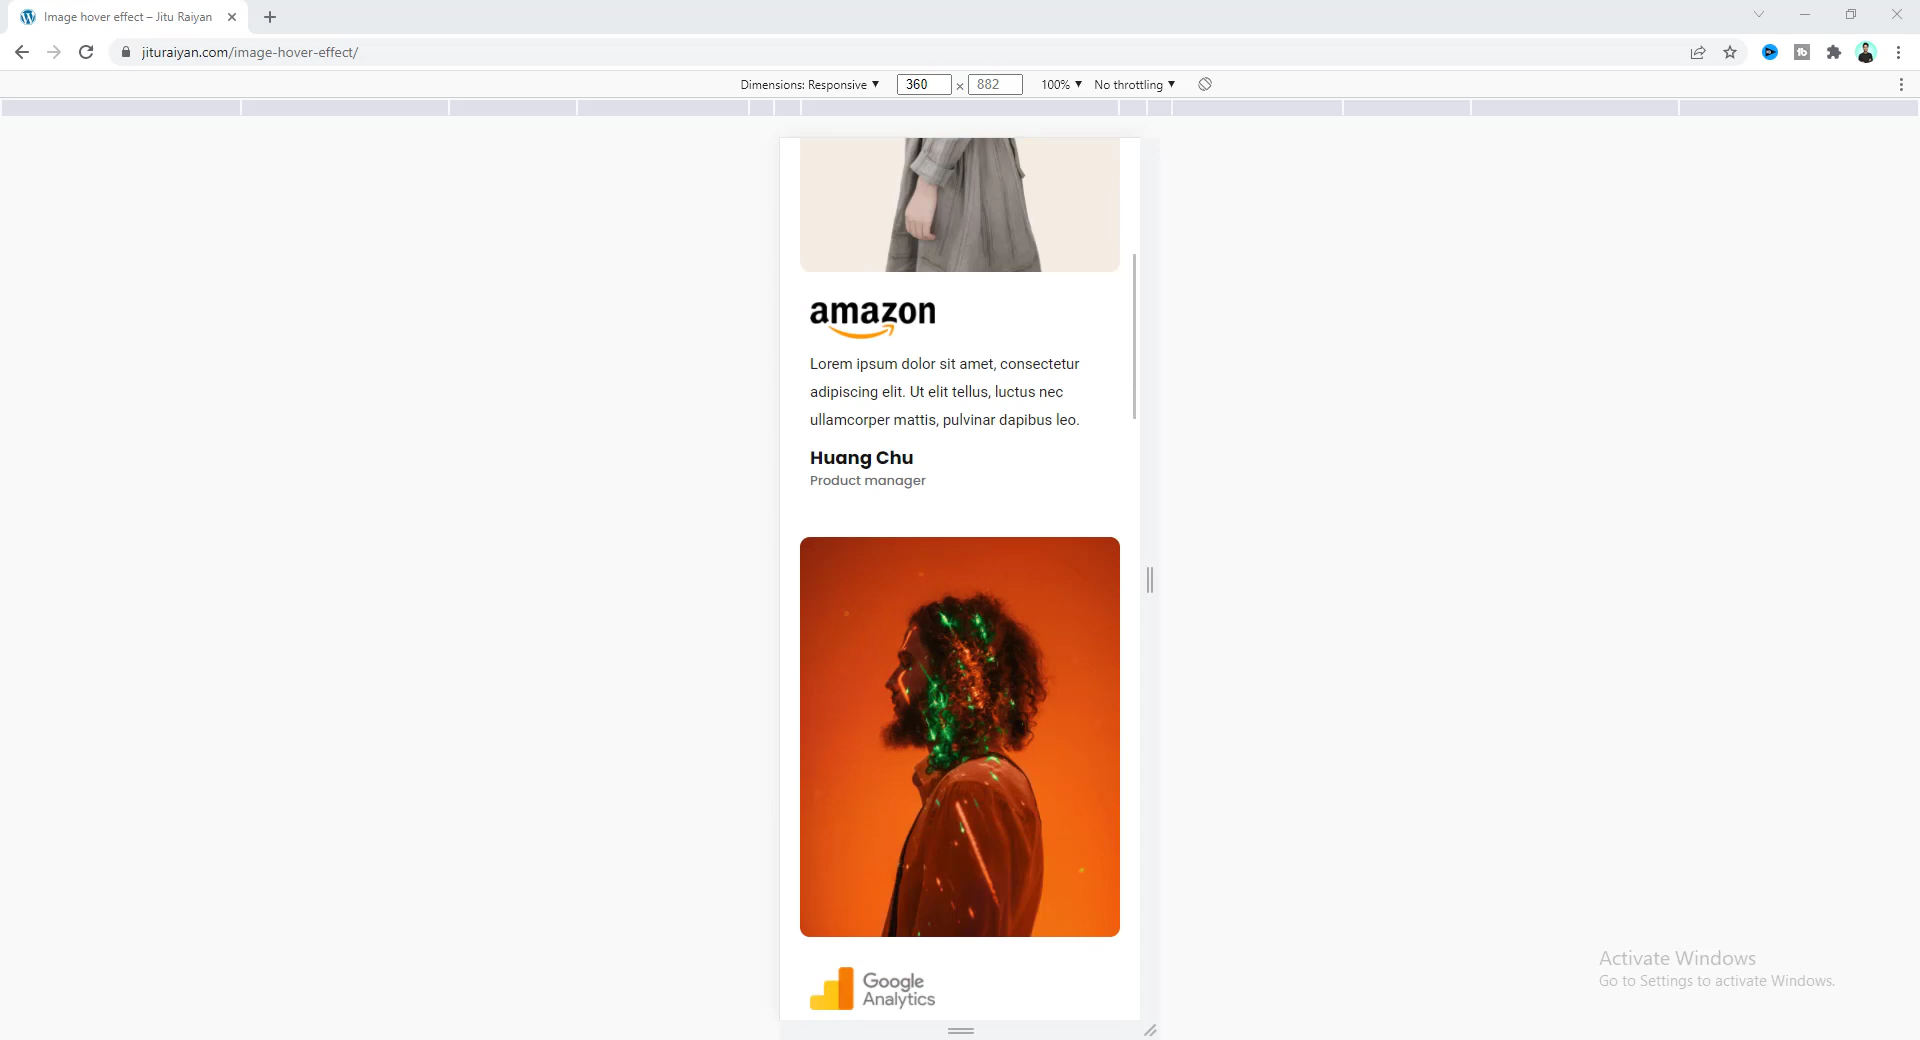 Image hover effect – Jitu Raiyan
jituraiyan.com/image-hover-effect/
Dimensions: Responsive 360 × 882 100% No throttling
amazon
Lorem ipsum dolor sit amet, consectetur
adipiscing elit. Ut elit tellus, luctus nec
ullamcorper mattis, pulvinar dapibus leo.
Huang Chu
Product manager
Google
Analytics
Activate Windows
Go to Settings to activate Windows.